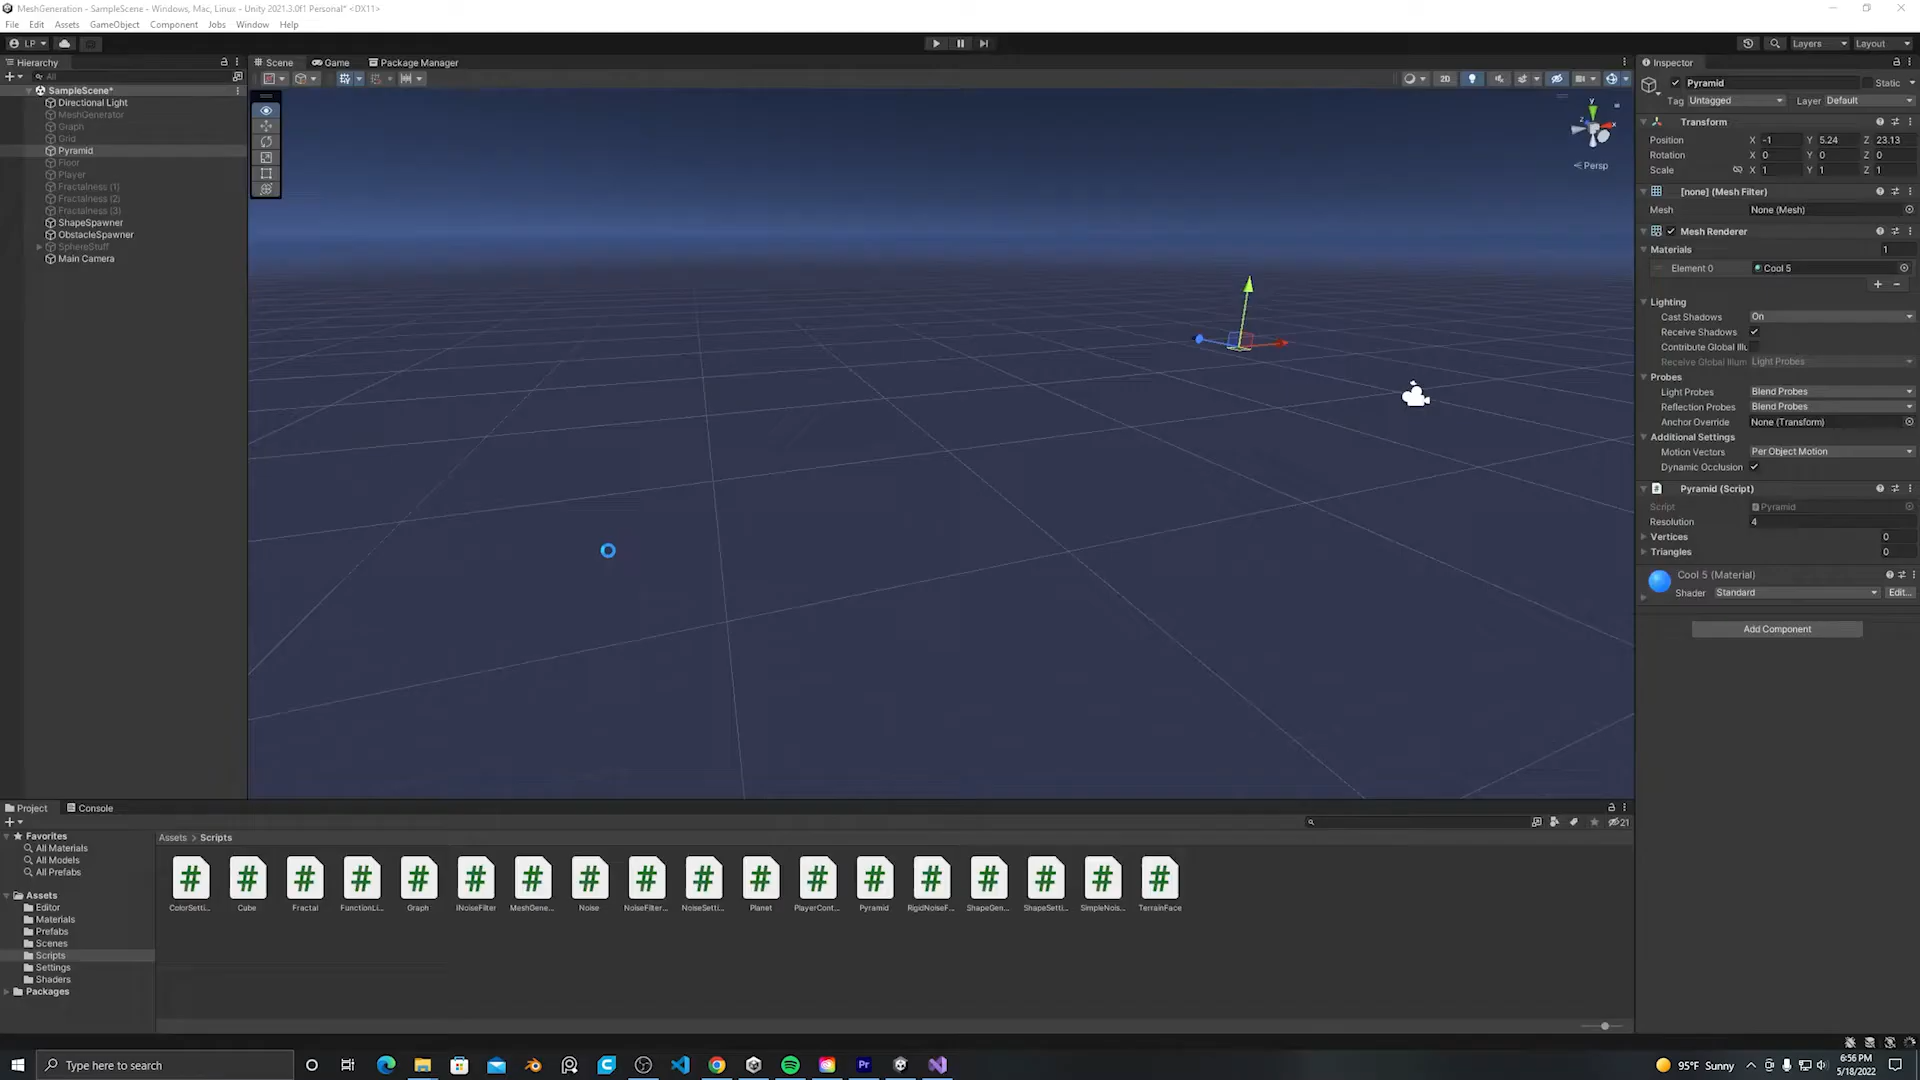 MeshGeneration - SampleScene - Windows, Mac, Linux - Unity 2021.3.0f1 Personal* <DX11>
File Edit Assets GameObject Component Jobs Window Help
LP
Layers Layout
Hierarchy
Scene Game Package Manager
Inspector
All
2D
SampleScene*
Directional Light
MeshGenerator
Graph
Grid
Pyramid
Floor
Player
Fractalness (1)
Fractalness (2)
Fractalness (3)
ShapeSpawner
ObstacleSpawner
SphereStuff
Main Camera
y
z
x
Persp
Pyramid Static
Tag Untagged Layer Default
Transform
Position X -1 Y 5.24 Z 23.13
Rotation X 0 Y 0 Z 0
Scale X 1 Y 1 Z 1
[none] (Mesh Filter)
Mesh None (Mesh)
Mesh Renderer
Materials 1
Element 0 Cool 5
Lighting
Cast Shadows On
Receive Shadows
Contribute Global Illu
Receive Global Illum Light Probes
Probes
Light Probes Blend Probes
Reflection Probes Blend Probes
Anchor Override None (Transform)
Additional Settings
Motion Vectors Per Object Motion
Dynamic Occlusion
Pyramid (Script)
Script Pyramid
Resolution 4
Vertices 0
Triangles 0
Cool 5 (Material)
Shader Standard Edit...
Add Component
Project Console
21
Favorites
All Materials
All Models
All Prefabs
Assets
Editor
Materials
Prefabs
Scenes
Scripts
Settings
Shaders
Packages
Assets > Scripts
ColorSetti... Cube Fractal FunctionLi... Graph INoiseFilter MeshGene... Noise NoiseFilter... NoiseSetti... Planet PlayerCont... Pyramid RigidNoiseF... ShapeGen... ShapeSetti... SimpleNois... TerrainFace
Type here to search
Pr
95°F Sunny
6:56 PM
5/18/2022